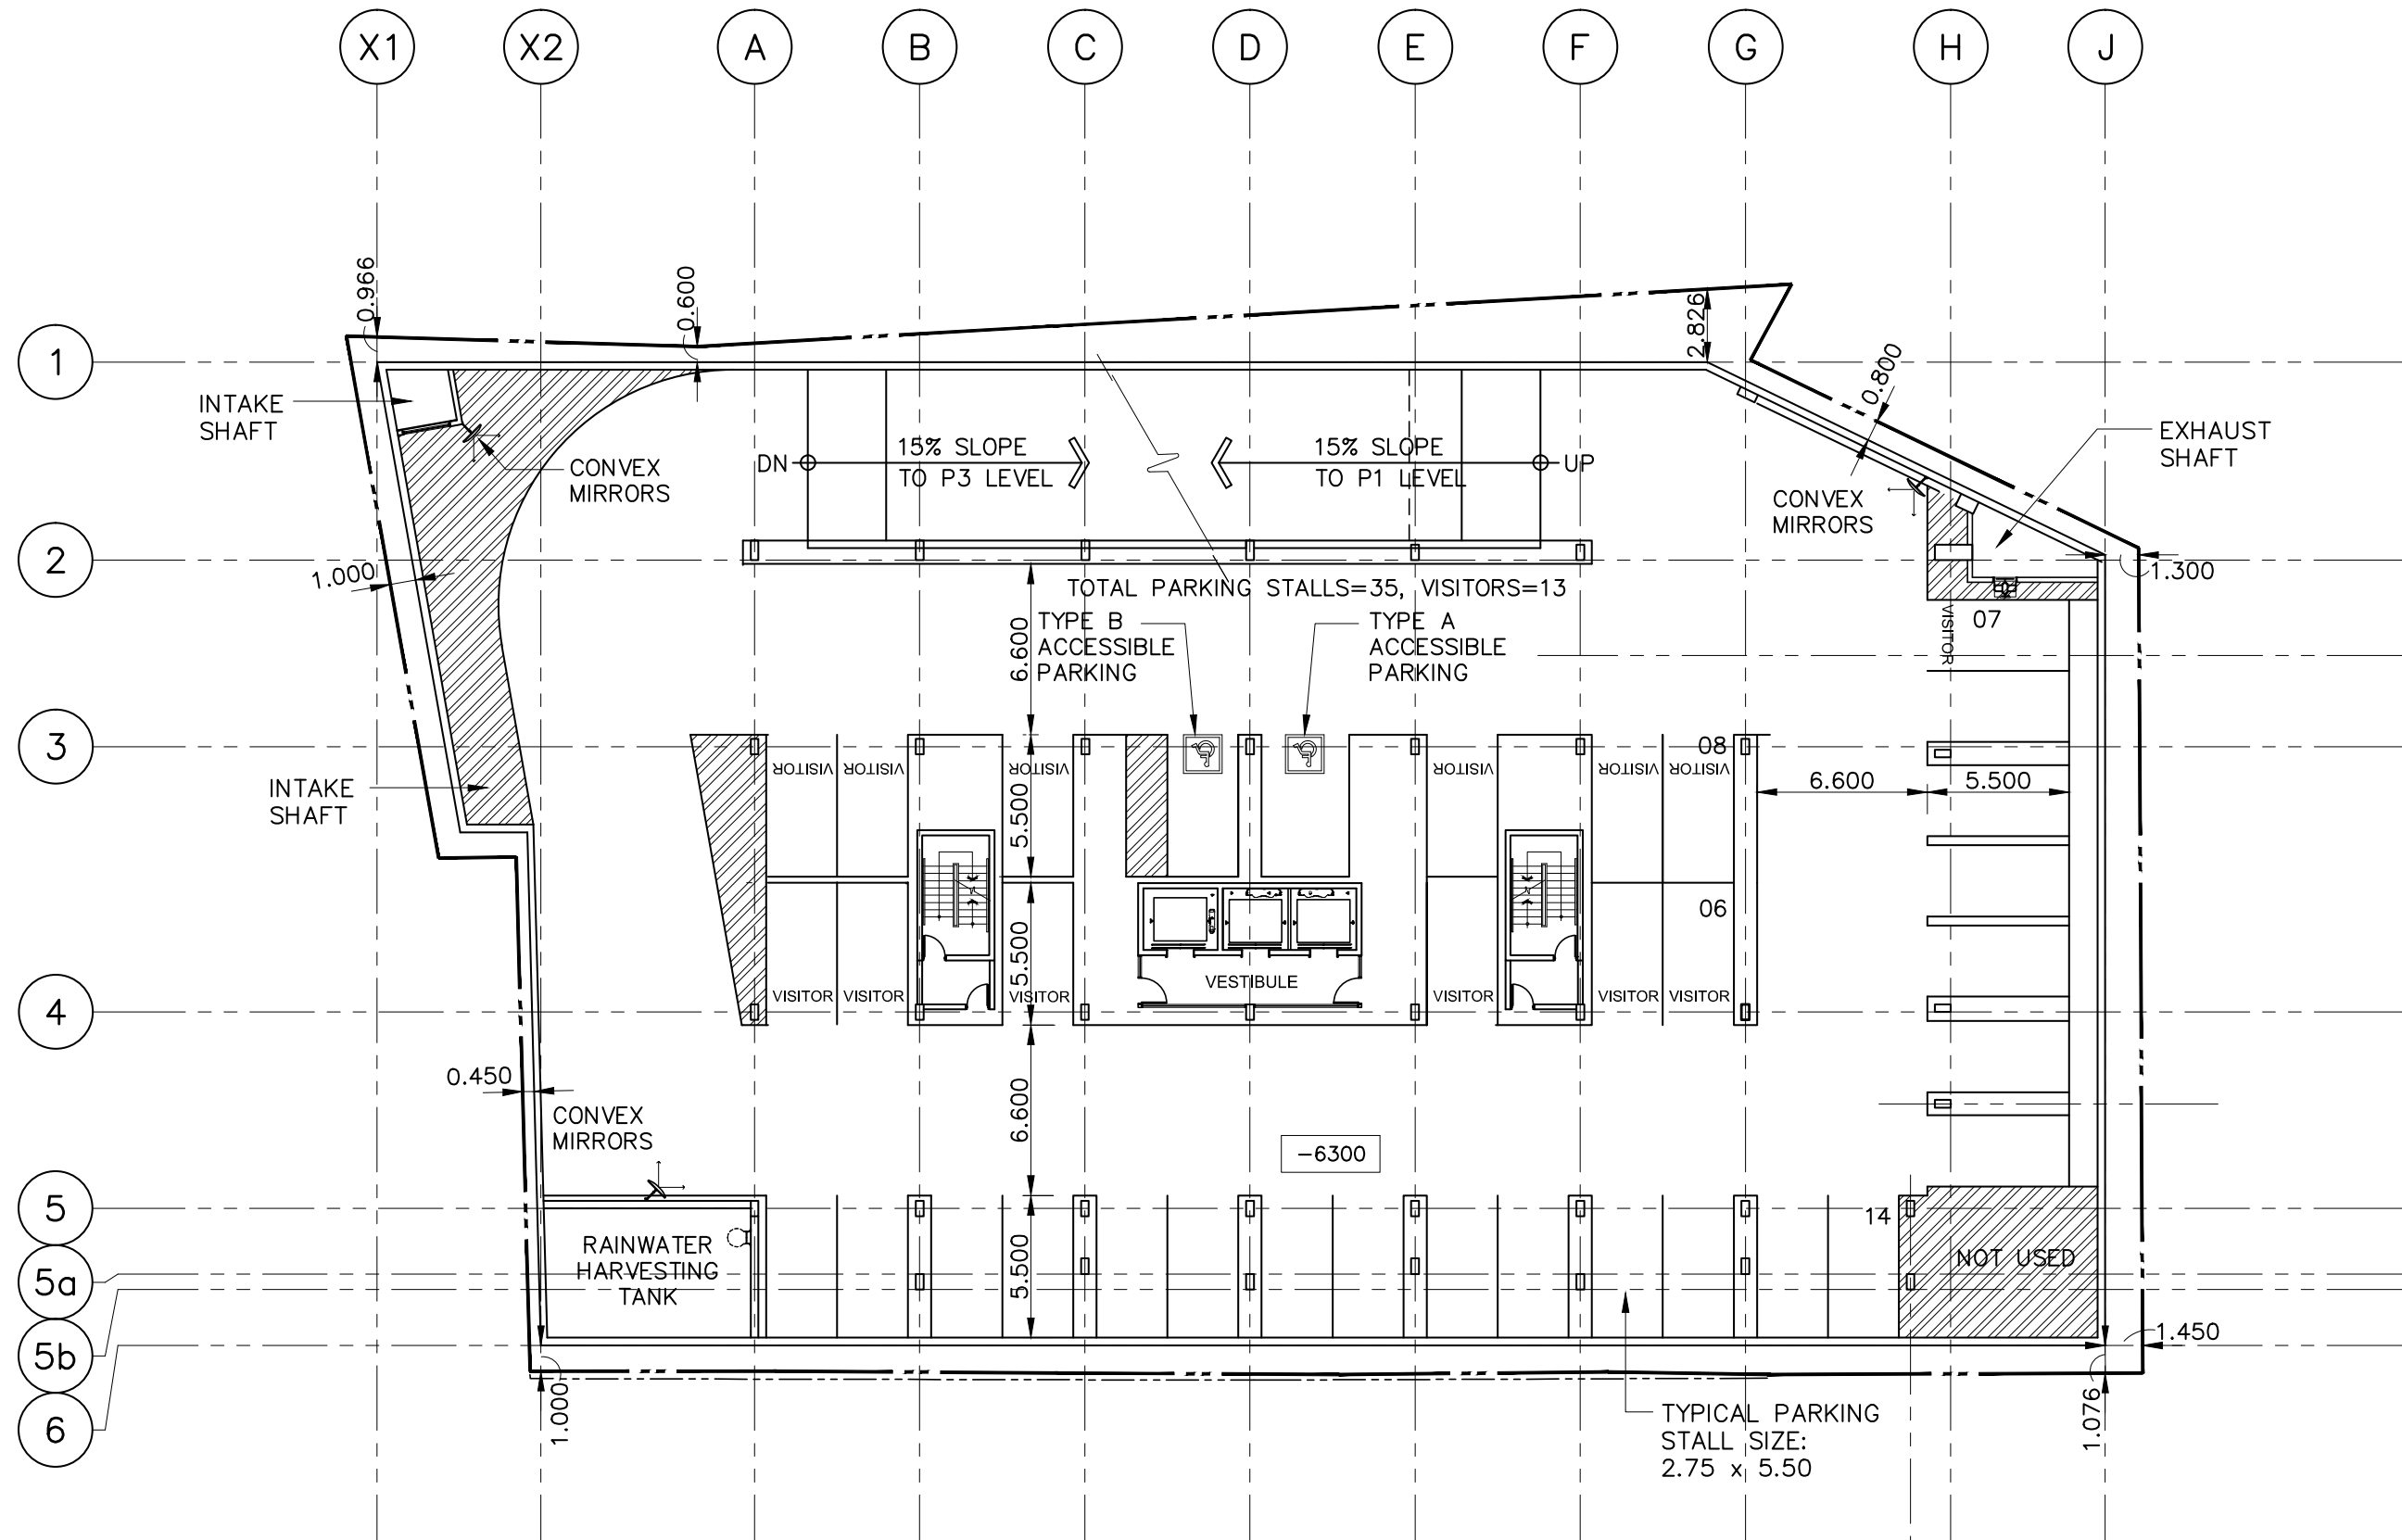 X1
X2
A
B
C
D
E
F
G
H
J
1
2
3
4
5
5a
5b
6
0.966
0.600
2.826
0.800
INTAKE
SHAFT
CONVEX
MIRRORS
DN
15% SLOPE
TO P3 LEVEL
15% SLOPE
TO P1 LEVEL
UP
CONVEX
MIRRORS
EXHAUST
SHAFT
1.000
1.300
TOTAL PARKING STALLS=35, VISITORS=13
6.600
TYPE B
ACCESSIBLE
PARKING
TYPE A
ACCESSIBLE
PARKING
VISITOR
07
INTAKE
SHAFT
VISITOR
VISITOR
VISITOR
VISITOR
VISITOR
VISITOR
08
5.500
6.600
5.500
06
5.500
VISITOR
VISITOR
VISITOR
VESTIBULE
VISITOR
VISITOR
VISITOR
0.450
CONVEX
MIRRORS
6.600
-6300
RAINWATER
HARVESTING
TANK
5.500
14
NOT USED
1.450
1.000
1.076
TYPICAL PARKING
STALL SIZE:
2.75 x 5.50